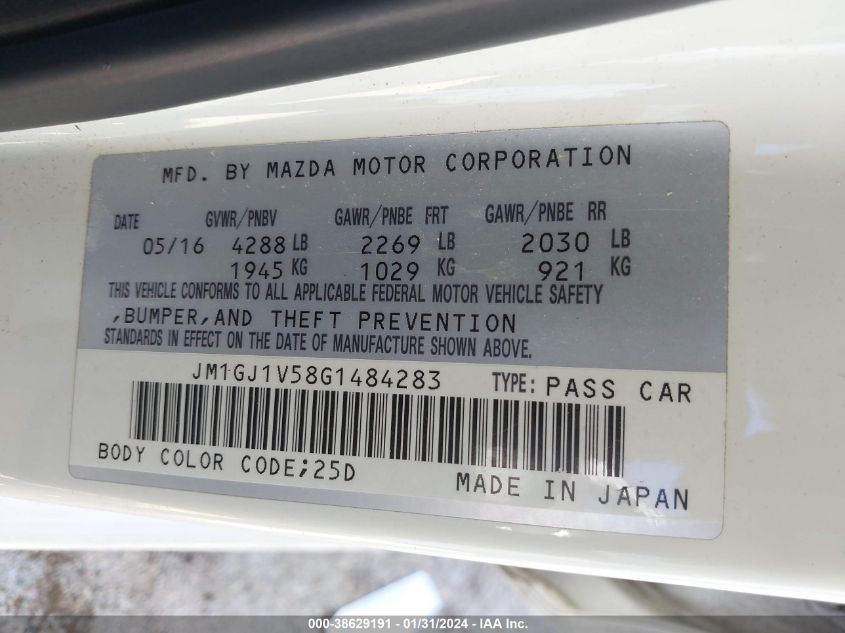 MFD. BY MAZDA MOTOR CORPORATION
DATE GVWR/PNBV GAWR/PNBE FRT GAWR/PNBE RR
05/16 4288 LB 2269 LB 2030 LB
1945 KG 1029 KG 921 KG
THIS VEHICLE CONFORMS TO ALL APPLICABLE FEDERAL MOTOR VEHICLE SAFETY
,BUMPER,AND THEFT PREVENTION
STANDARDS IN EFFECT ON THE DATE OF MANUFACTURE SHOWN ABOVE.
JM1GJ1V58G1484283 TYPE: PASS CAR
BODY COLOR CODE;25D
MADE IN JAPAN
000-38629191 - 01/31/2024 - IAA Inc.